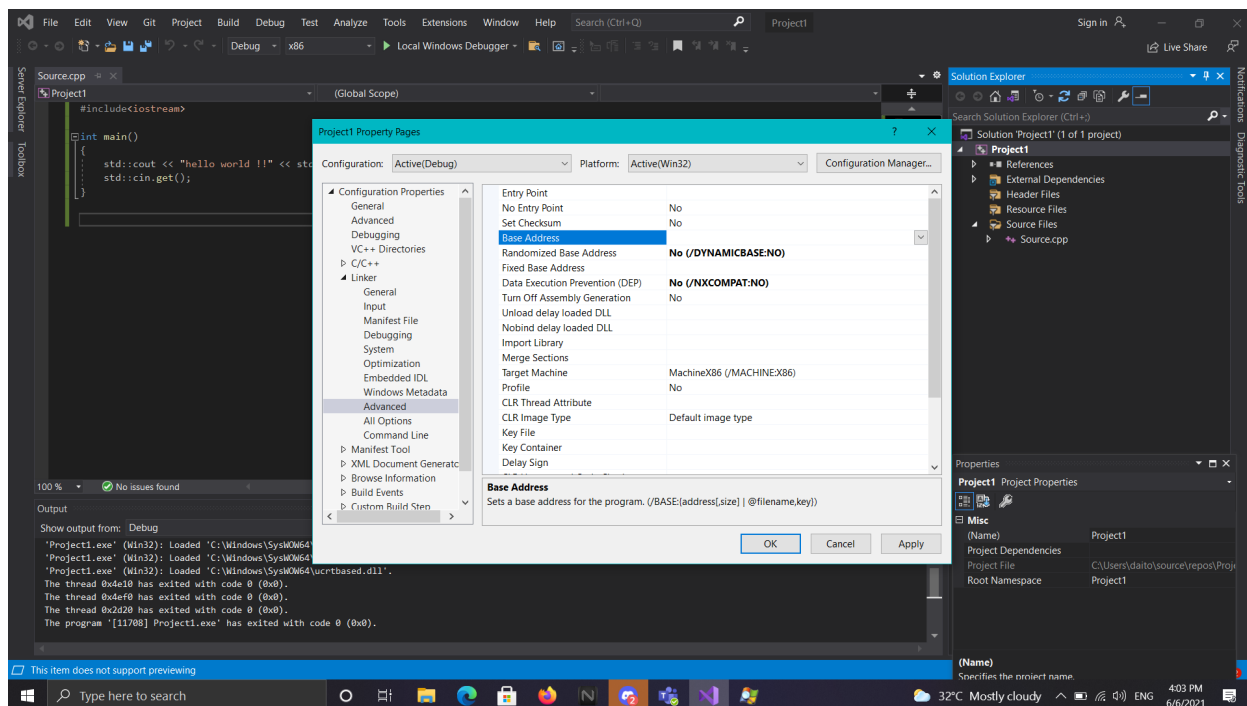 File Edit View Git Project Build Debug Test Analyze Tools Extensions Window Help Search (Ctrl+Q) Project1 Sign in
Debug x86 Local Windows Debugger Live Share
Server Explorer
Toolbox
Source.cpp
Project1 (Global Scope)
#include<iostream>
int main()
{
std::cout << "hello world !!" << std
std::cin.get();
}
100 % No issues found
Output
Show output from: Debug
'Project1.exe' (Win32): Loaded 'C:\Windows\SysWOW64\
'Project1.exe' (Win32): Loaded 'C:\Windows\SysWOW64\
'Project1.exe' (Win32): Loaded 'C:\Windows\SysWOW64\ucrtbased.dll'.
The thread 0x4e10 has exited with code 0 (0x0).
The thread 0x4ef0 has exited with code 0 (0x0).
The thread 0x2d20 has exited with code 0 (0x0).
The program '[11708] Project1.exe' has exited with code 0 (0x0).
Project1 Property Pages ? 
Configuration: Active(Debug) Platform: Active(Win32) Configuration Manager...
Configuration Properties
General
Advanced
Debugging
VC++ Directories
C/C++
Linker
General
Input
Manifest File
Debugging
System
Optimization
Embedded IDL
Windows Metadata
Advanced
All Options
Command Line
Manifest Tool
XML Document Generatc
Browse Information
Build Events
Custom Build Step
Entry Point
No Entry Point No
Set Checksum No
Base Address
Randomized Base Address No (/DYNAMICBASE:NO)
Fixed Base Address
Data Execution Prevention (DEP) No (/NXCOMPAT:NO)
Turn Off Assembly Generation No
Unload delay loaded DLL
Nobind delay loaded DLL
Import Library
Merge Sections
Target Machine MachineX86 (/MACHINE:X86)
Profile No
CLR Thread Attribute
CLR Image Type Default image type
Key File
Key Container
Delay Sign
Base Address
Sets a base address for the program. (/BASE:{address[,size] | @filename,key})
OK Cancel Apply
Solution Explorer
Search Solution Explorer (Ctrl+;)
Solution 'Project1' (1 of 1 project)
Project1
References
External Dependencies
Header Files
Resource Files
Source Files
Source.cpp
Notifications
Diagnostic Tools
Properties
Project1 Project Properties
Misc
(Name) Project1
Project Dependencies
Project File C:\Users\daito\source\repos\Proje
Root Namespace Project1
(Name)
Specifies the project name.
This item does not support previewing
Type here to search
32°C Mostly cloudy ENG 4:03 PM
6/6/2021